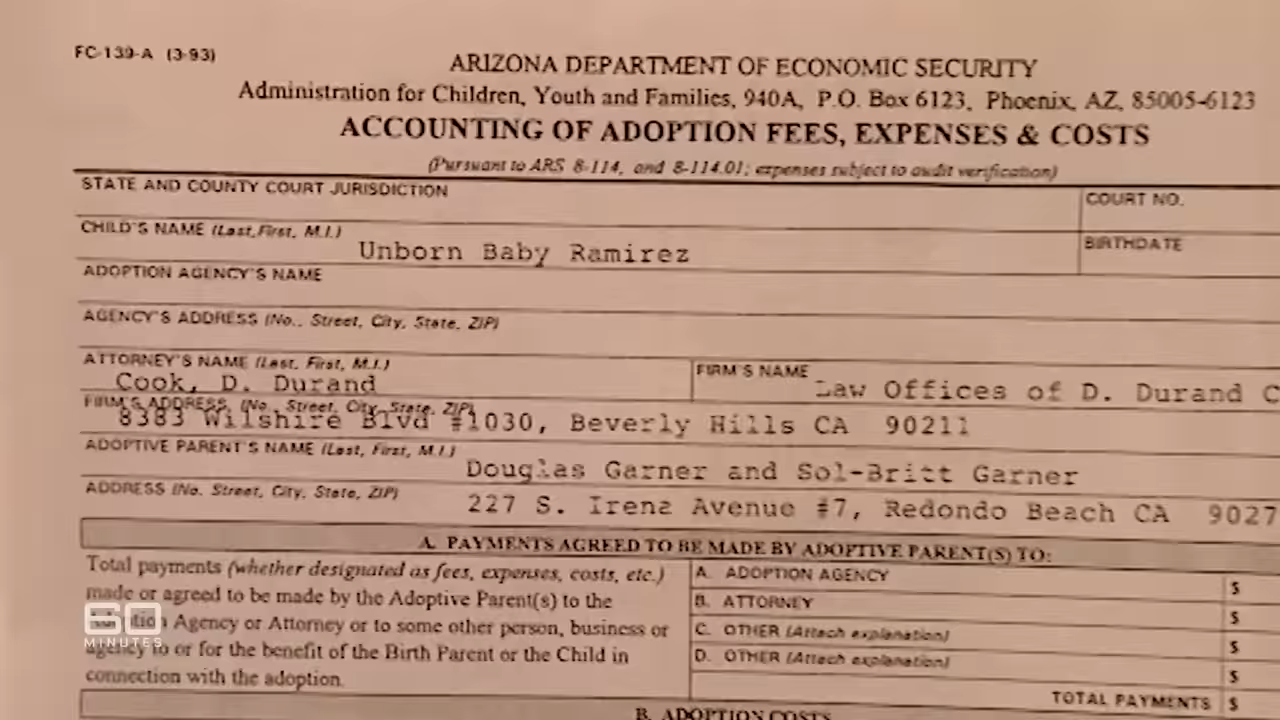 FC-139-A (3-93)
ARIZONA DEPARTMENT OF ECONOMIC SECURITY
Administration for Children, Youth and Families, 940A, P.O. Box 6123, Phoenix, AZ, 85005-6123
ACCOUNTING OF ADOPTION FEES, EXPENSES & COSTS
(Pursuant to ARS 8-114, and 8-114.01; expenses subject to audit verification)
STATE AND COUNTY COURT JURISDICTION
COURT NO.
CHILD'S NAME (Last, First, M.I.)
Unborn Baby Ramirez
BIRTHDATE
ADOPTION AGENCY'S NAME
AGENCY'S ADDRESS (No., Street, City, State, ZIP)
ATTORNEY'S NAME (Last, First, M.I.)
Cook, D. Durand
FIRM'S NAME
Law Offices of D. Durand C
FIRM'S ADDRESS (No. Street, City, State, ZIP)
8383 Wilshire Blvd #1030, Beverly Hills CA 90211
ADOPTIVE PARENT'S NAME (Last, First, M.I.)
Douglas Garner and Sol-Britt Garner
ADDRESS (No. Street, City, State, ZIP)
227 S. Irena Avenue #7, Redondo Beach CA 9027
A. PAYMENTS AGREED TO BE MADE BY ADOPTIVE PARENT(S) TO:
Total payments (whether designated as fees, expenses, costs, etc.)
made or agreed to be made by the Adoptive Parent(s) to the
Agency or Attorney or to some other person, business or
agency to or for the benefit of the Birth Parent or the Child in
connection with the adoption.
A. ADOPTION AGENCY $
B. ATTORNEY $
C. OTHER (Attach explanation) $
D. OTHER (Attach explanation) $
TOTAL PAYMENTS $
B. ADOPTION COSTS
60
MINUTES